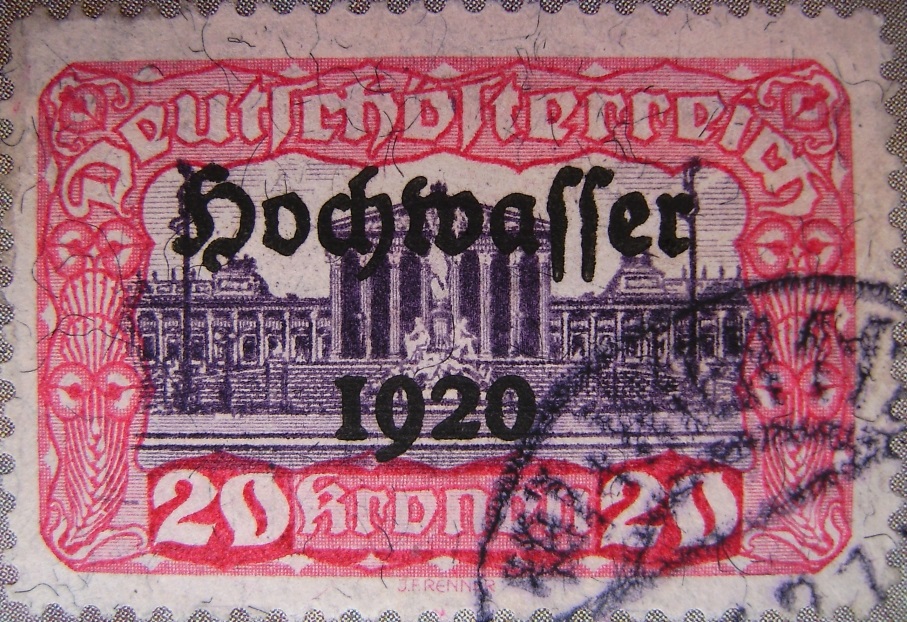 Deutſchöſterreich
Hochwaſſer
1920
20 Kronen 20
J.F. RENNER